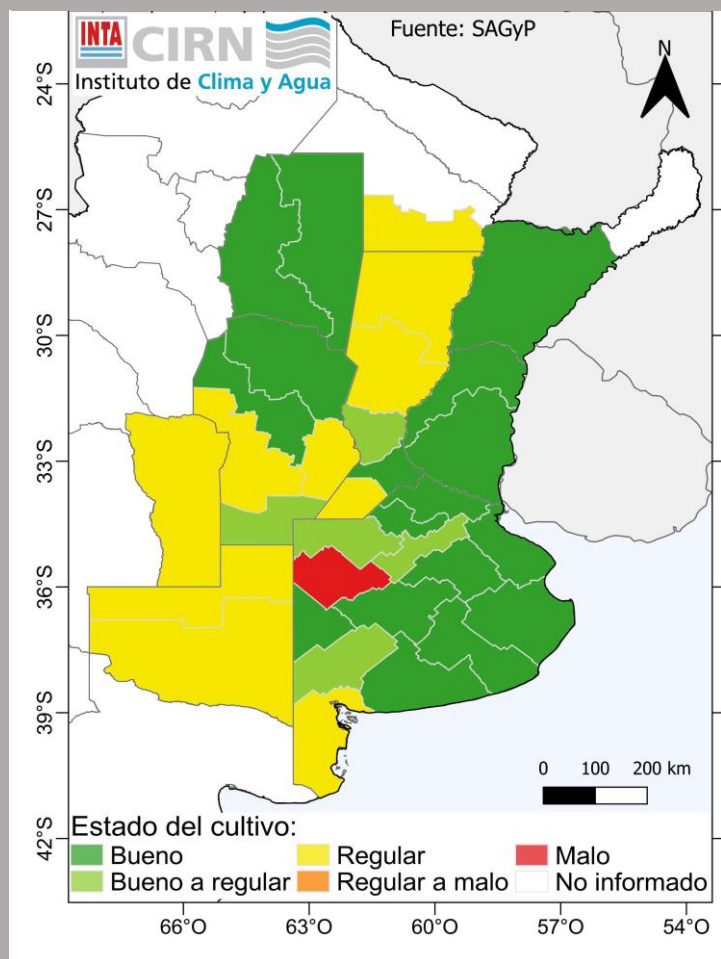 INTA CIRN
Instituto de Clima y Agua
Fuente: SAGyP
N
24°S
27°S
30°S
33°S
36°S
39°S
42°S
0 100 200 km
Estado del cultivo:
Bueno Regular Malo
Bueno a regular Regular a malo No informado
66°O 63°O 60°O 57°O 54°O